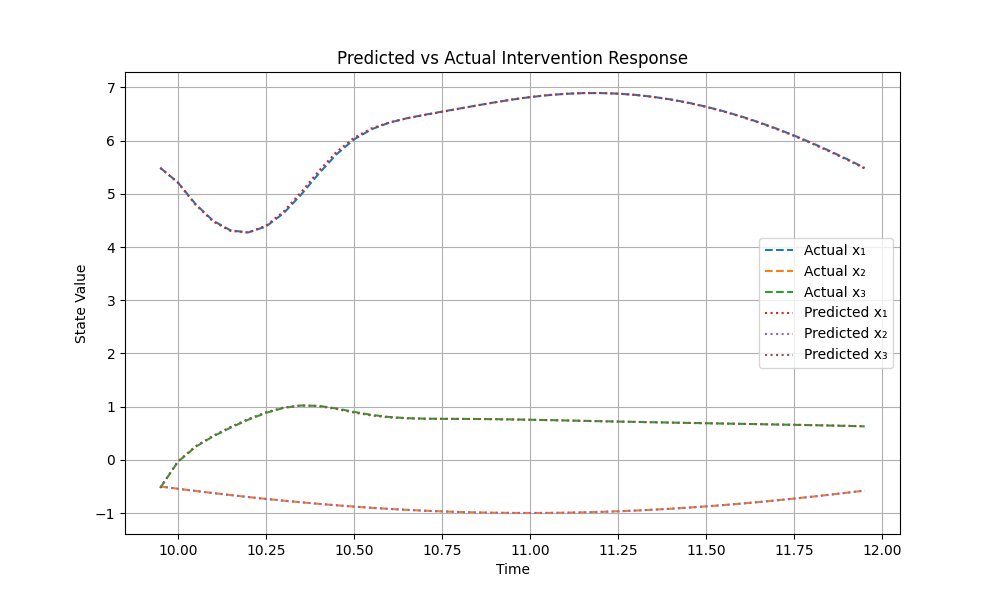 Predicted vs Actual Intervention Response
7
6
5
4
3
2
1
0
−1
State Value
Actual x₁
Actual x₂
Actual x₃
Predicted x₁
Predicted x₂
Predicted x₃
10.00 10.25 10.50 10.75 11.00 11.25 11.50 11.75 12.00
Time